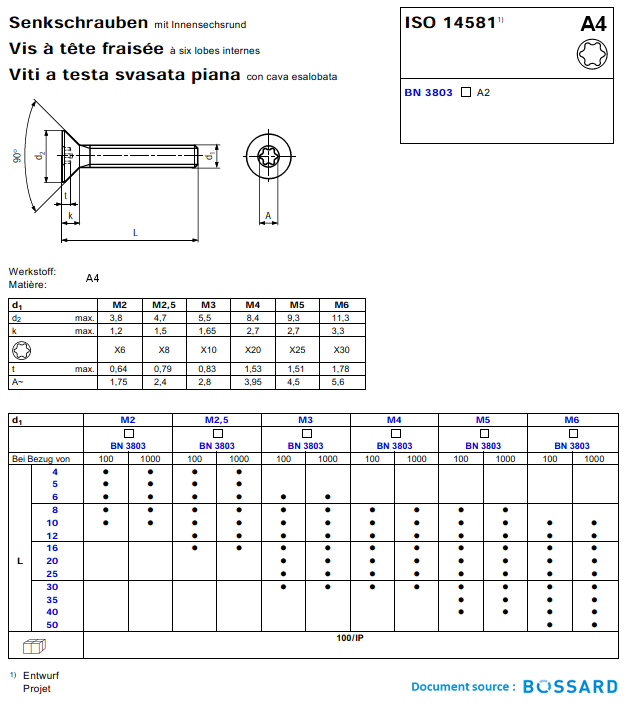 Senkschrauben mit Innensechsrund
Vis à tête fraisée à six lobes internes
Viti a testa svasata piana con cava esalobata
ISO 14581 1) A4
BN 3803 A2
90°
d2
d1
t
k
L
A
Werkstoff:
Matière:
A4
d1 M2 M2,5 M3 M4 M5 M6
d2 max. 3,8 4,7 5,5 8,4 9,3 11,3
k max. 1,2 1,5 1,65 2,7 2,7 3,3
X6 X8 X10 X20 X25 X30
t max. 0,64 0,79 0,83 1,53 1,51 1,78
A~ 1,75 2,4 2,8 3,95 4,5 5,6
d1 M2 M2,5 M3 M4 M5 M6
BN 3803 BN 3803 BN 3803 BN 3803 BN 3803 BN 3803
Bei Bezug von 100 1000 100 1000 100 1000 100 1000 100 1000 100 1000
L
4 ● ● ● ●
5 ● ● ● ●
6 ● ● ● ● ● ●
8 ● ● ● ● ● ● ● ● ● ●
10 ● ● ● ● ● ● ● ● ● ● ● ●
12 ● ● ● ● ● ● ● ● ● ●
16 ● ● ● ● ● ● ● ● ● ●
20 ● ● ● ● ● ● ● ●
25 ● ● ● ● ● ● ● ●
30 ● ● ● ● ● ● ● ●
35 ● ● ● ●
40 ● ● ● ●
50 ● ●
100/IP
1) Entwurf
Projet
Document source : BOSSARD